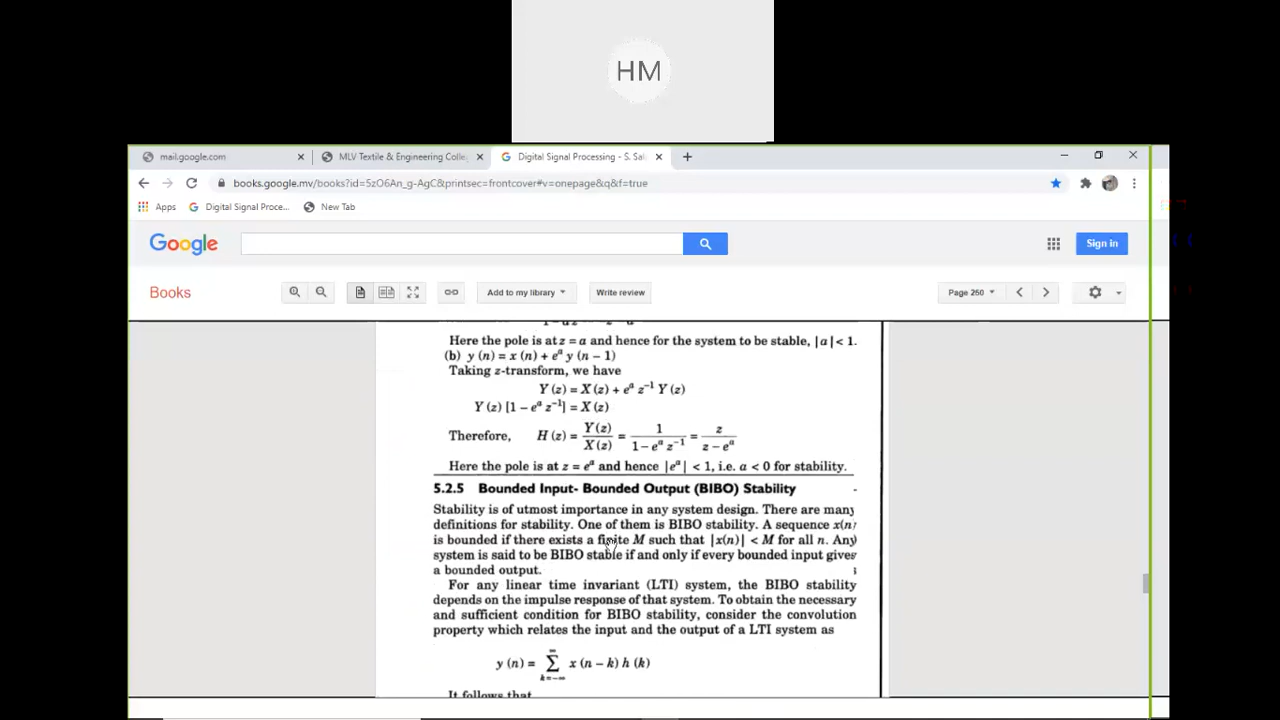 HM
mail.google.com
MLV Textile & Engineering Colle
Digital Signal Processing - S. Sal
books.google.mv/books?id=5zO6An_g-AgC&printsec=frontcover#v=onepage&q&f=true
Apps
Digital Signal Proce...
New Tab
Google
Sign in
Books
Add to my library
Write review
Page 250
Here the pole is at z = a and hence for the system to be stable, |a| < 1.
(b) y (n) = x (n) + eᵃ y (n − 1)
Taking z-transform, we have
Y (z) = X (z) + eᵃ z⁻¹ Y (z)
Y (z) [1 − eᵃ z⁻¹] = X (z)
Therefore, H (z) = Y(z)/X(z) = 1/(1 − eᵃ z⁻¹) = z/(z − eᵃ)
Here the pole is at z = eᵃ and hence |eᵃ| < 1, i.e. a < 0 for stability.
5.2.5 Bounded Input- Bounded Output (BIBO) Stability
Stability is of utmost importance in any system design. There are many
definitions for stability. One of them is BIBO stability. A sequence x(n)
is bounded if there exists a finite M such that |x(n)| < M for all n. Any
system is said to be BIBO stable if and only if every bounded input gives
a bounded output.
For any linear time invariant (LTI) system, the BIBO stability
depends on the impulse response of that system. To obtain the necessary
and sufficient condition for BIBO stability, consider the convolution
property which relates the input and the output of a LTI system as
y (n) = ∑ₖ₌₋∞^∞ x (n − k) h (k)
It follows that